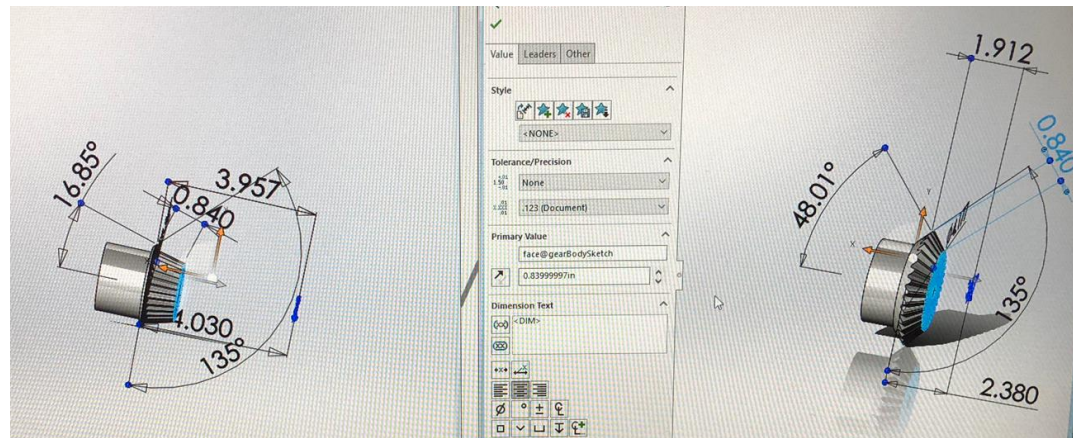 16.85°
3.957
0.840
4.030
135°
Value Leaders Other
Style
<NONE>
Tolerance/Precision
None
.123 (Document)
Primary Value
face@gearBodySketch
0.83999997in
Dimension Text
<DIM>
1.912
0.840
48.01°
Y
X
135°
2.380